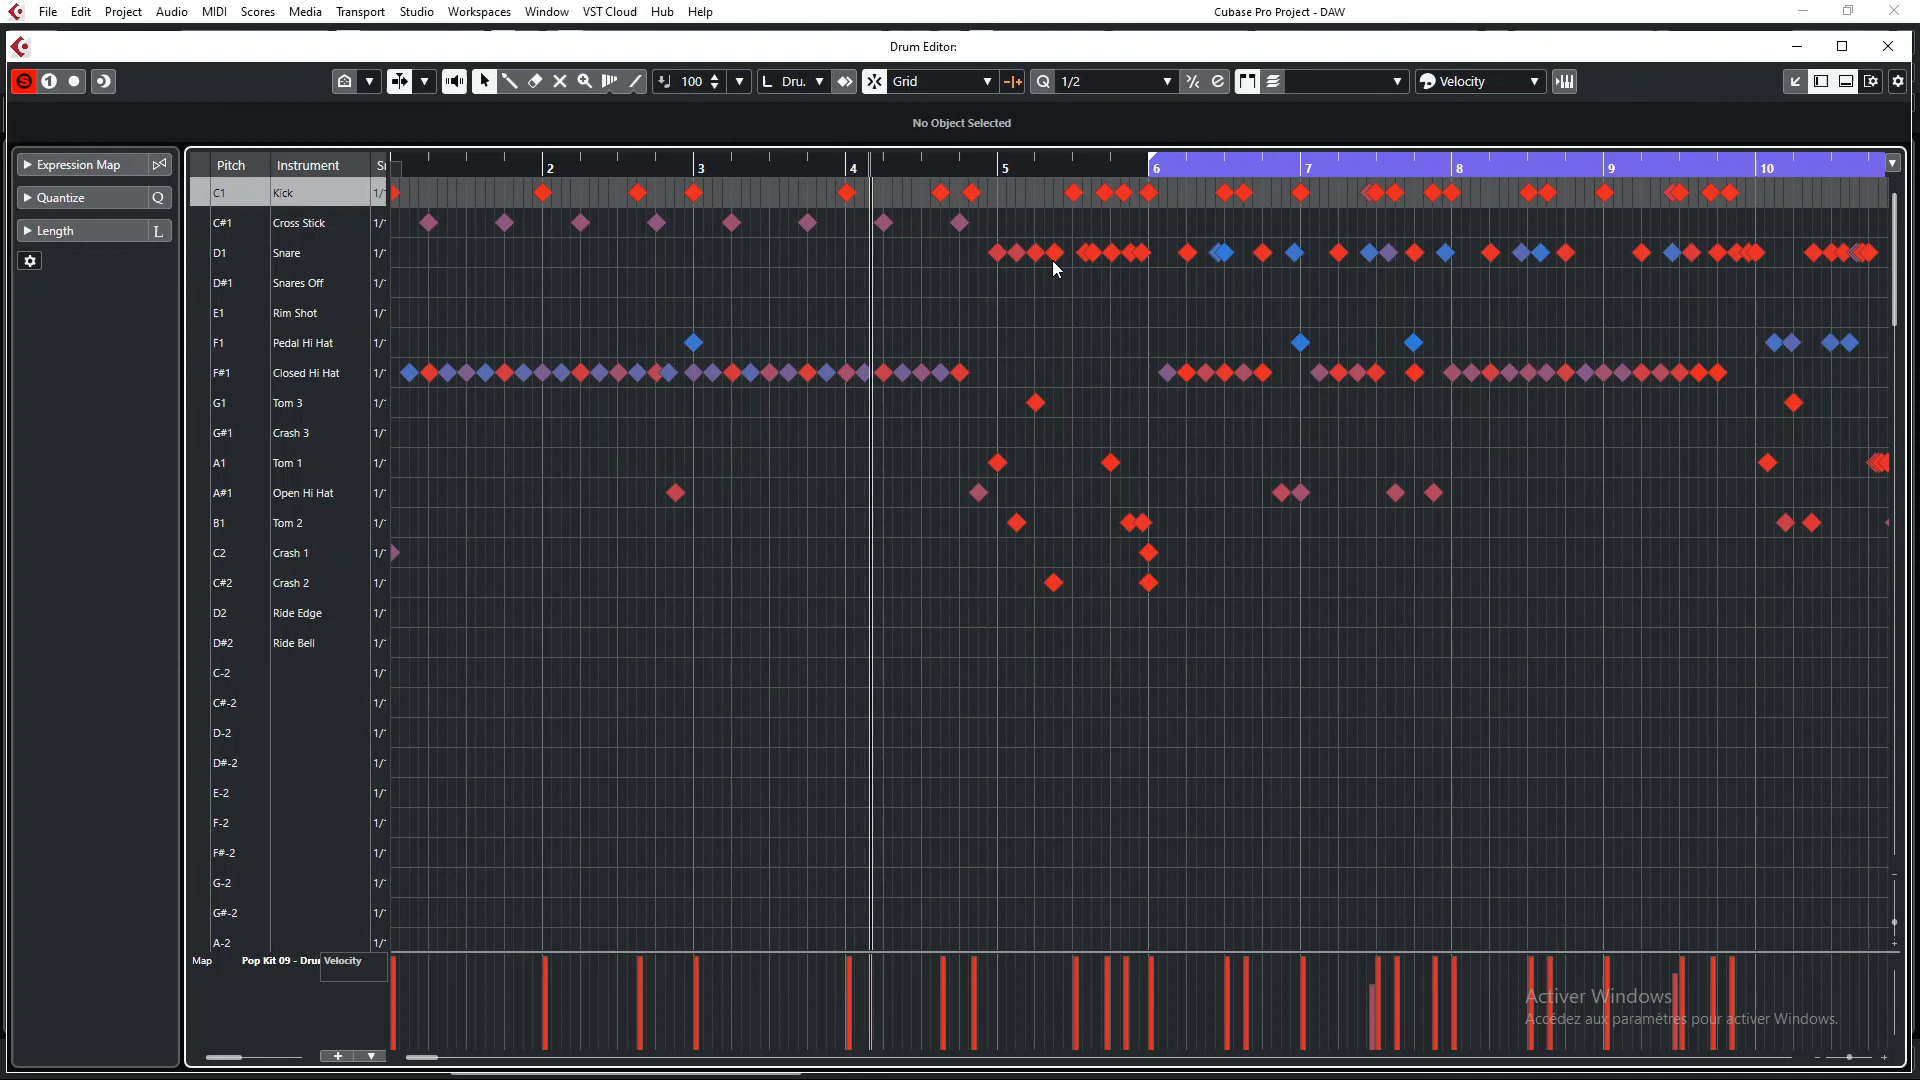 File Edit Project Audio MIDI Scores Media Transport Studio Workspaces Window VST Cloud Hub Help
Cubase Pro Project - DAW
Drum Editor:
S 1 100 L Dru. Grid Q 1/2 Velocity
No Object Selected
Expression Map
Quantize Q
Length L
Pitch Instrument
2 3 4 5 6 7 8 9 10
C1 Kick
C#1 Cross Stick
D1 Snare
D#1 Snares Off
E1 Rim Shot
F1 Pedal Hi Hat
F#1 Closed Hi Hat
G1 Tom 3
G#1 Crash 3
A1 Tom 1
A#1 Open Hi Hat
B1 Tom 2
C2 Crash 1
C#2 Crash 2
D2 Ride Edge
D#2 Ride Bell
C-2
C#-2
D-2
D#-2
E-2
F-2
F#-2
G-2
G#-2
A-2
Map Pop Kit 09 - Dru Velocity
Activer Windows
Accédez aux paramètres pour activer Windows.